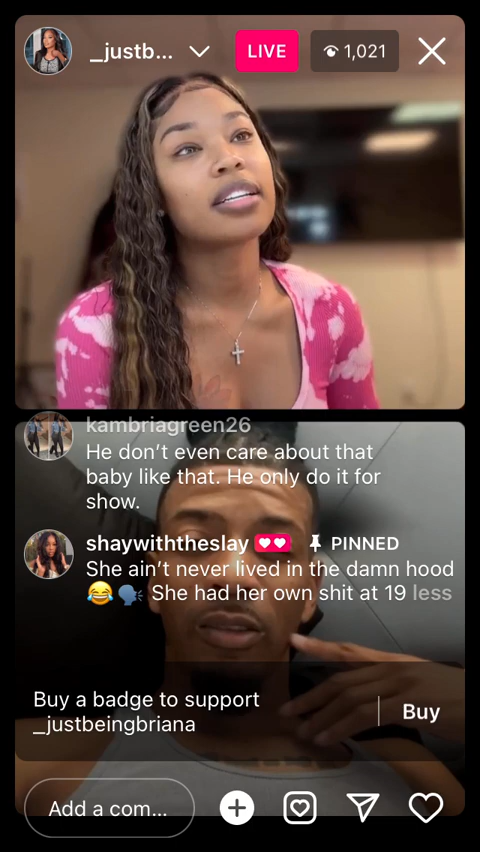 _justb...
LIVE
1,021
kambriagreen26
He don’t even care about that
baby like that. He only do it for
show.
shaywiththeslay PINNED
She ain’t never lived in the damn hood
😂🗣️ She had her own shit at 19 less
Buy a badge to support
_justbeingbriana
Buy
Add a com...